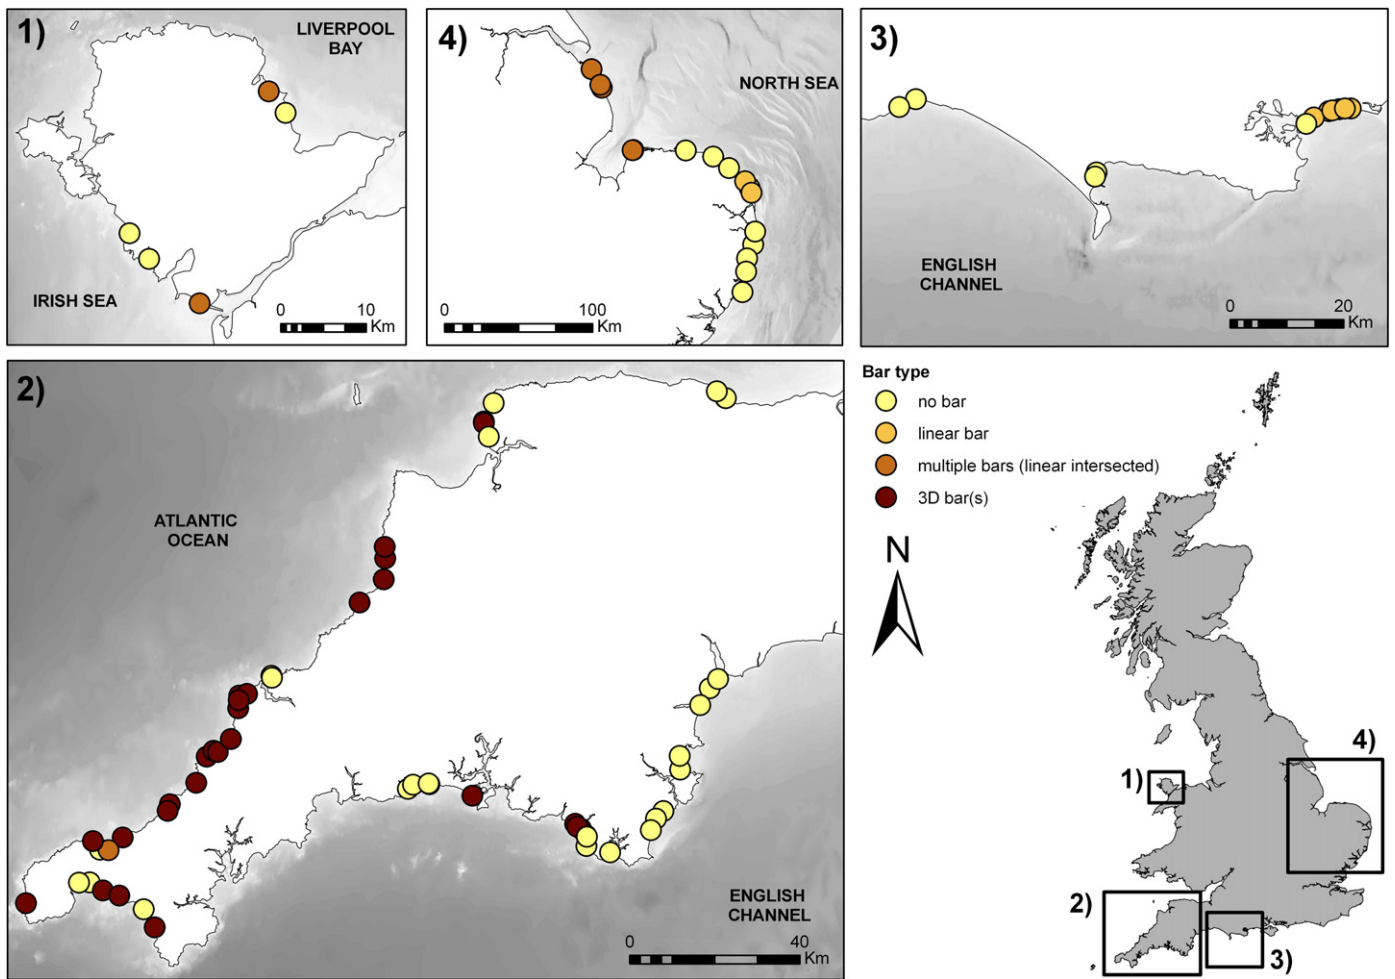 1)
LIVERPOOL
BAY
IRISH SEA
0 10
Km
4)
NORTH SEA
0 100
Km
3)
ENGLISH
CHANNEL
0 20
Km
2)
ATLANTIC
OCEAN
ENGLISH
CHANNEL
0 40
Km
Bar type
no bar
linear bar
multiple bars (linear intersected)
3D bar(s)
N
1)
4)
2)
3)